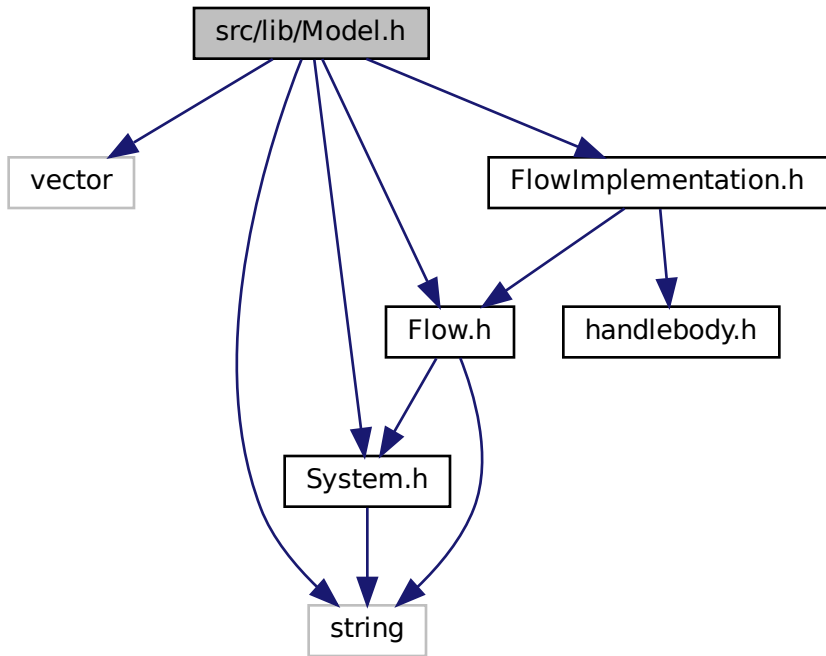 src/lib/Model.h
vector
FlowImplementation.h
Flow.h
handlebody.h
System.h
string